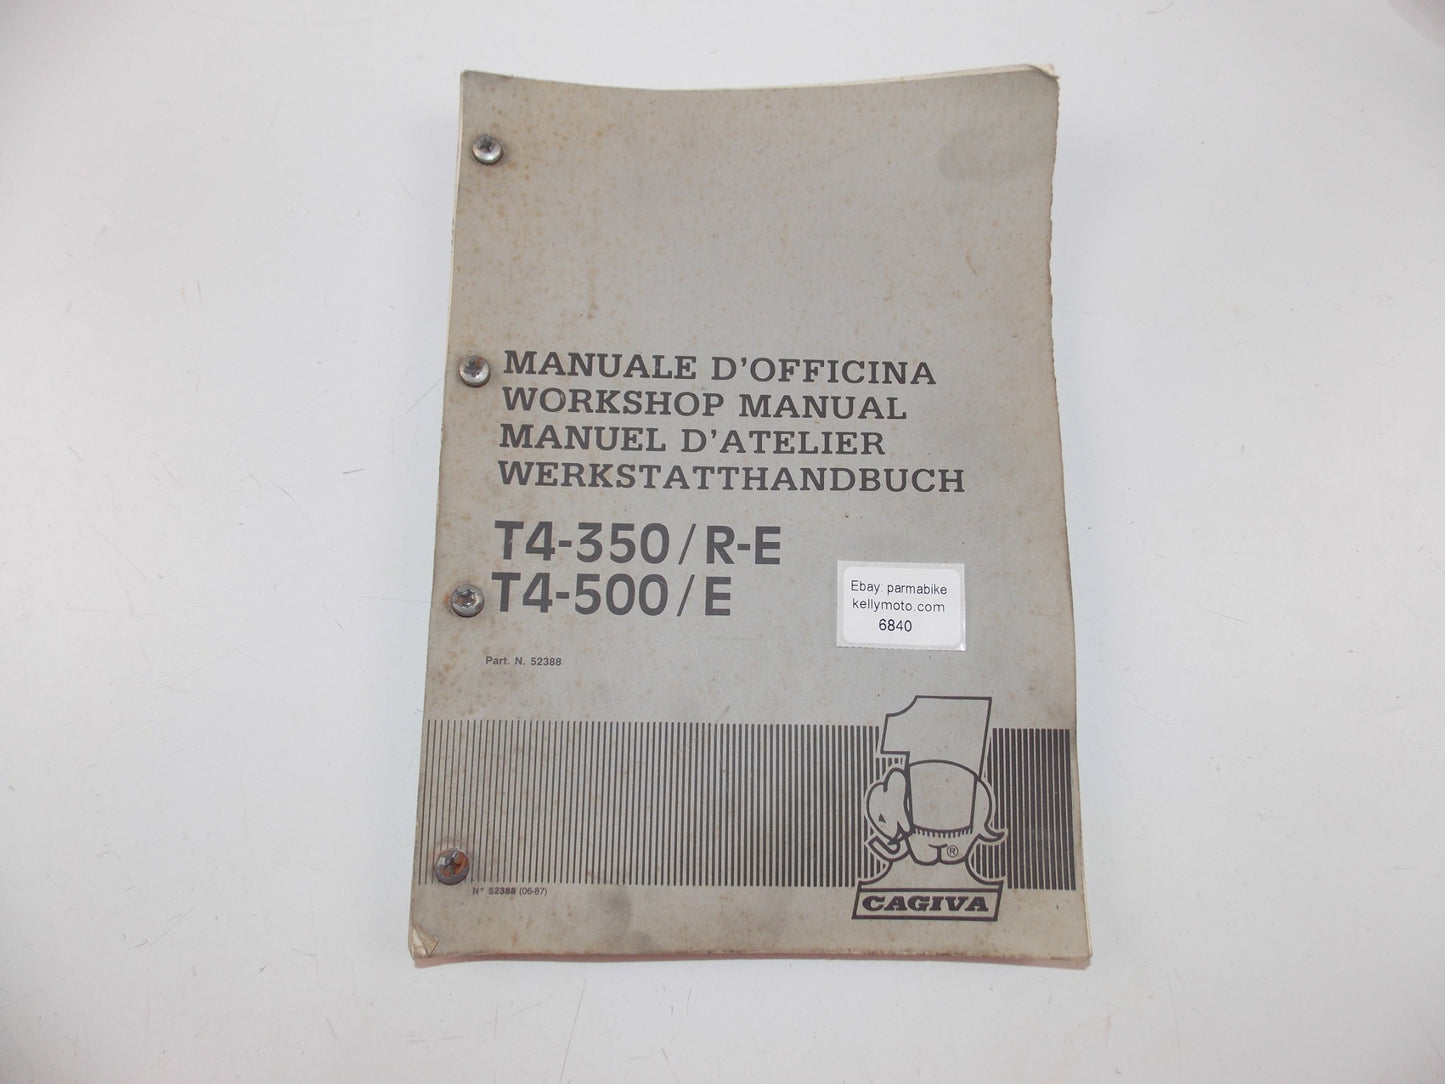 MANUALE D'OFFICINA
WORKSHOP MANUAL
MANUEL D'ATELIER
WERKSTATTHANDBUCH
T4-350/R-E
T4-500/E
Ebay: parmabike
kellymoto.com
6840
Part. N. 52388
1
®
N° 52388 (06-87)
CAGIVA